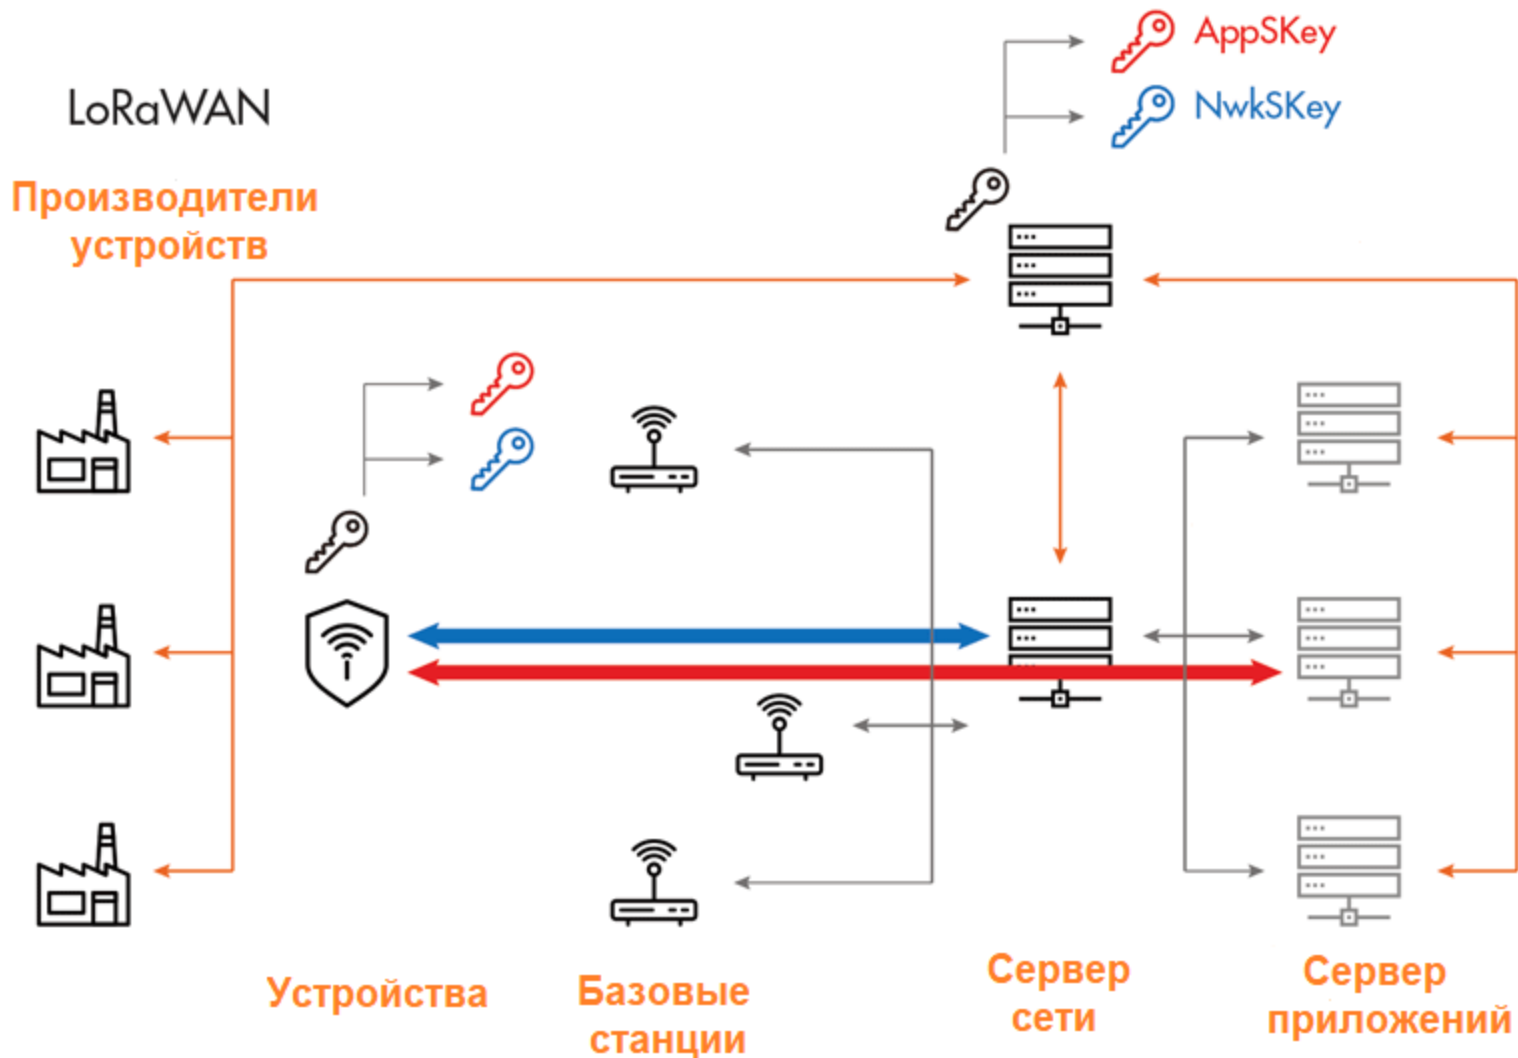 AppSKey
LoRaWAN
NwkSKey
Производители
устройств
Устройства
Базовые
станции
Сервер
сети
Сервер
приложений